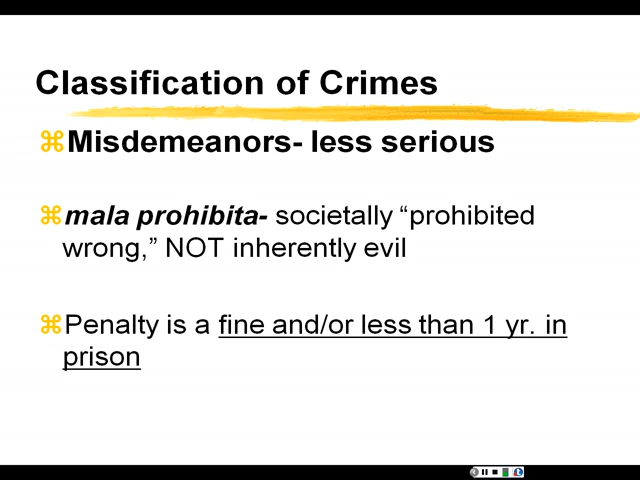 Classification of Crimes
Misdemeanors- less serious
mala prohibita- societally “prohibited
wrong,” NOT inherently evil
Penalty is a fine and/or less than 1 yr. in
prison